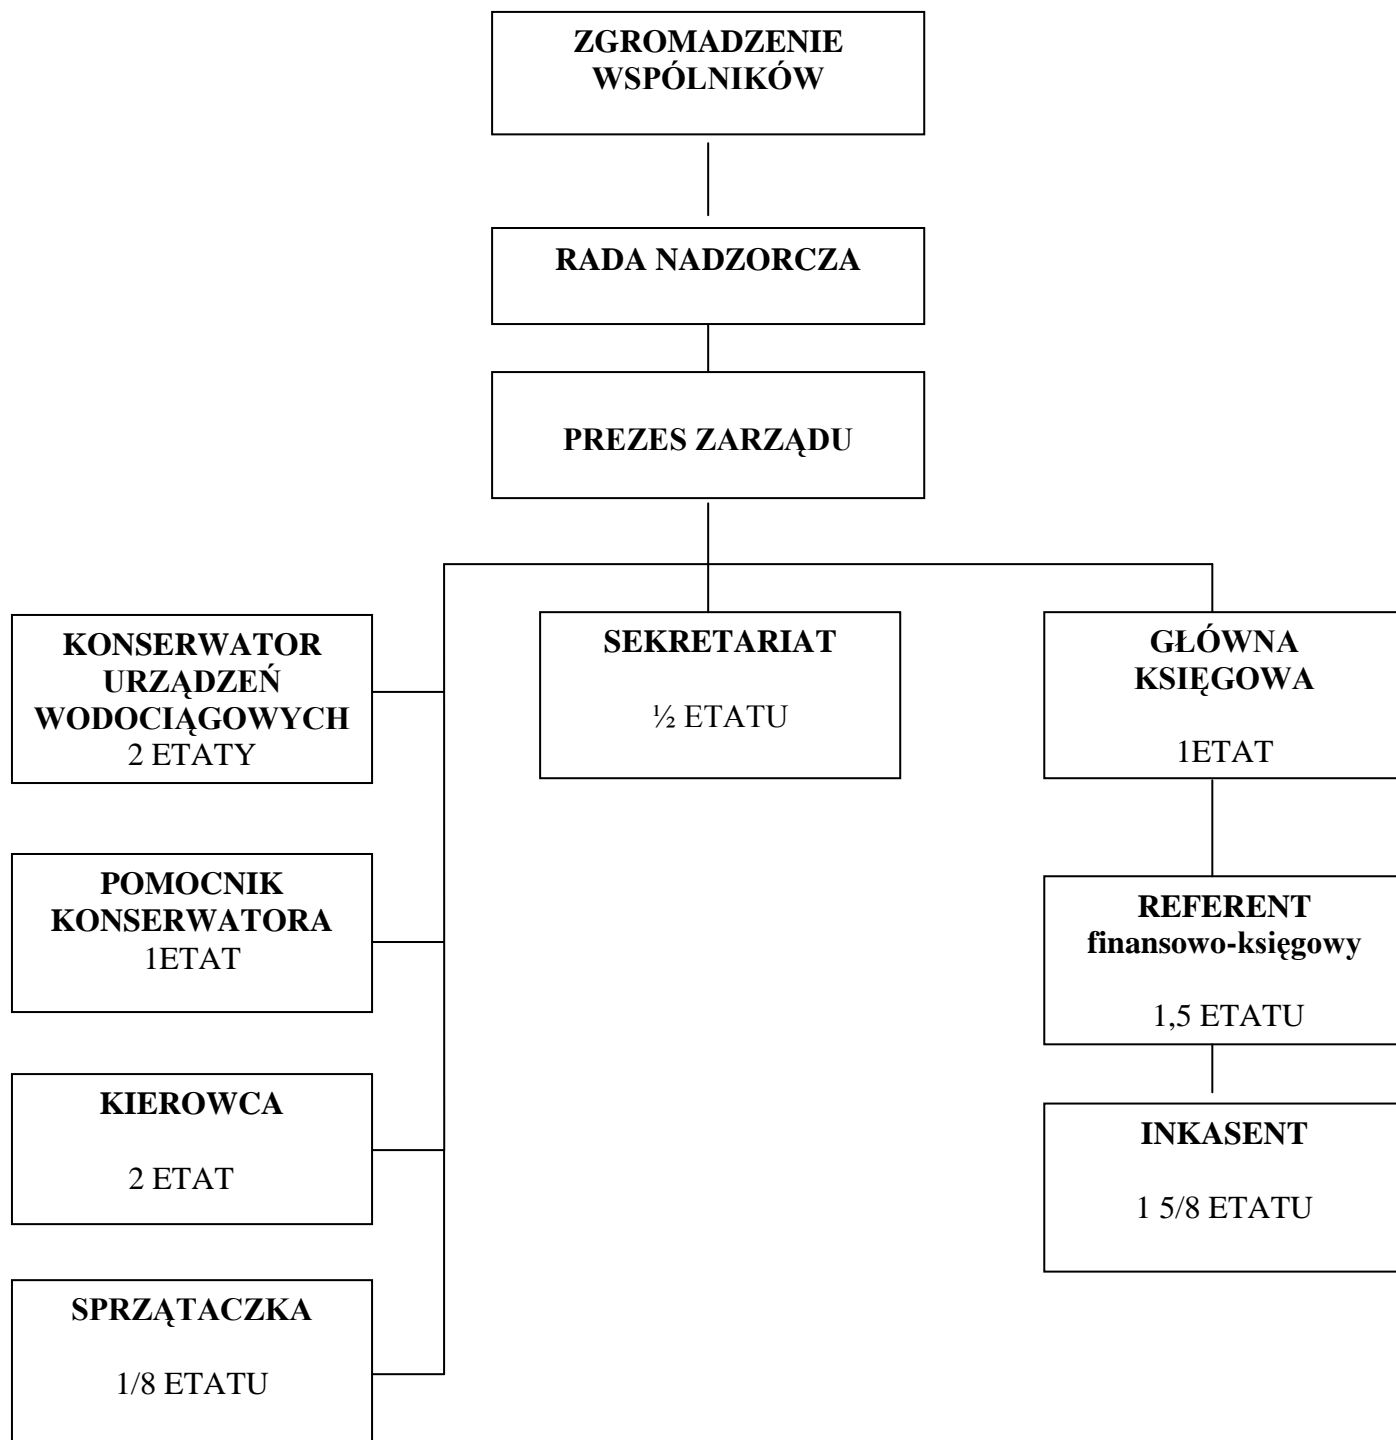 ZGROMADZENIE
WSPÓLNIKÓW
RADA NADZORCZA
PREZES ZARZĄDU
KONSERWATOR
URZĄDZEŃ
WODOCIĄGOWYCH
2 ETATY
SEKRETARIAT
½ ETATU
GŁÓWNA
KSIĘGOWA
1ETAT
POMOCNIK
KONSERWATORA
1ETAT
REFERENT
finansowo-księgowy
1,5 ETATU
KIEROWCA
2 ETAT
INKASENT
1 5/8 ETATU
SPRZĄTACZKA
1/8 ETATU